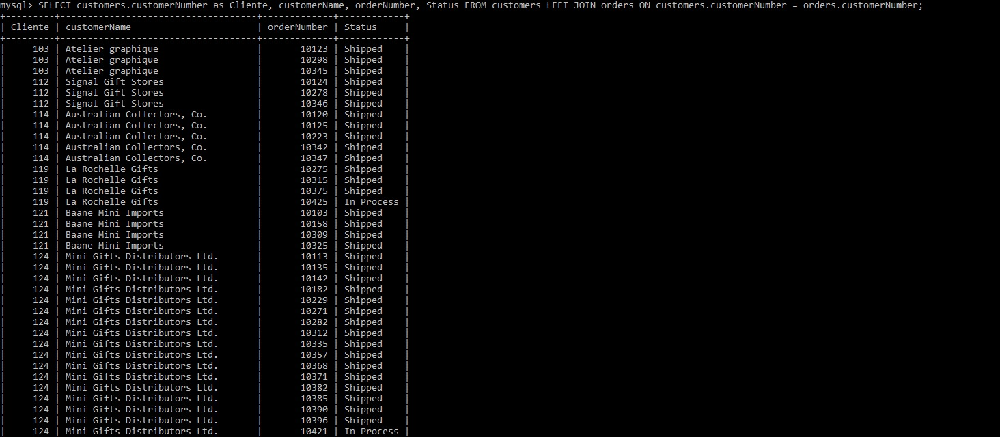 mysql> SELECT customers.customerNumber as Cliente, customerName, orderNumber, Status FROM customers LEFT JOIN orders ON customers.customerNumber = orders.customerNumber;
+---------+------------------------------------+-------------+------------+
| Cliente | customerName                       | orderNumber | Status     |
+---------+------------------------------------+-------------+------------+
|     103 | Atelier graphique                  |       10123 | Shipped    |
|     103 | Atelier graphique                  |       10298 | Shipped    |
|     103 | Atelier graphique                  |       10345 | Shipped    |
|     112 | Signal Gift Stores                 |       10124 | Shipped    |
|     112 | Signal Gift Stores                 |       10278 | Shipped    |
|     112 | Signal Gift Stores                 |       10346 | Shipped    |
|     114 | Australian Collectors, Co.         |       10120 | Shipped    |
|     114 | Australian Collectors, Co.         |       10125 | Shipped    |
|     114 | Australian Collectors, Co.         |       10223 | Shipped    |
|     114 | Australian Collectors, Co.         |       10342 | Shipped    |
|     114 | Australian Collectors, Co.         |       10347 | Shipped    |
|     119 | La Rochelle Gifts                  |       10275 | Shipped    |
|     119 | La Rochelle Gifts                  |       10315 | Shipped    |
|     119 | La Rochelle Gifts                  |       10375 | Shipped    |
|     119 | La Rochelle Gifts                  |       10425 | In Process |
|     121 | Baane Mini Imports                 |       10103 | Shipped    |
|     121 | Baane Mini Imports                 |       10158 | Shipped    |
|     121 | Baane Mini Imports                 |       10309 | Shipped    |
|     121 | Baane Mini Imports                 |       10325 | Shipped    |
|     124 | Mini Gifts Distributors Ltd.       |       10113 | Shipped    |
|     124 | Mini Gifts Distributors Ltd.       |       10135 | Shipped    |
|     124 | Mini Gifts Distributors Ltd.       |       10142 | Shipped    |
|     124 | Mini Gifts Distributors Ltd.       |       10182 | Shipped    |
|     124 | Mini Gifts Distributors Ltd.       |       10229 | Shipped    |
|     124 | Mini Gifts Distributors Ltd.       |       10271 | Shipped    |
|     124 | Mini Gifts Distributors Ltd.       |       10282 | Shipped    |
|     124 | Mini Gifts Distributors Ltd.       |       10312 | Shipped    |
|     124 | Mini Gifts Distributors Ltd.       |       10335 | Shipped    |
|     124 | Mini Gifts Distributors Ltd.       |       10357 | Shipped    |
|     124 | Mini Gifts Distributors Ltd.       |       10368 | Shipped    |
|     124 | Mini Gifts Distributors Ltd.       |       10371 | Shipped    |
|     124 | Mini Gifts Distributors Ltd.       |       10382 | Shipped    |
|     124 | Mini Gifts Distributors Ltd.       |       10385 | Shipped    |
|     124 | Mini Gifts Distributors Ltd.       |       10390 | Shipped    |
|     124 | Mini Gifts Distributors Ltd.       |       10396 | Shipped    |
|     124 | Mini Gifts Distributors Ltd.       |       10421 | In Process |